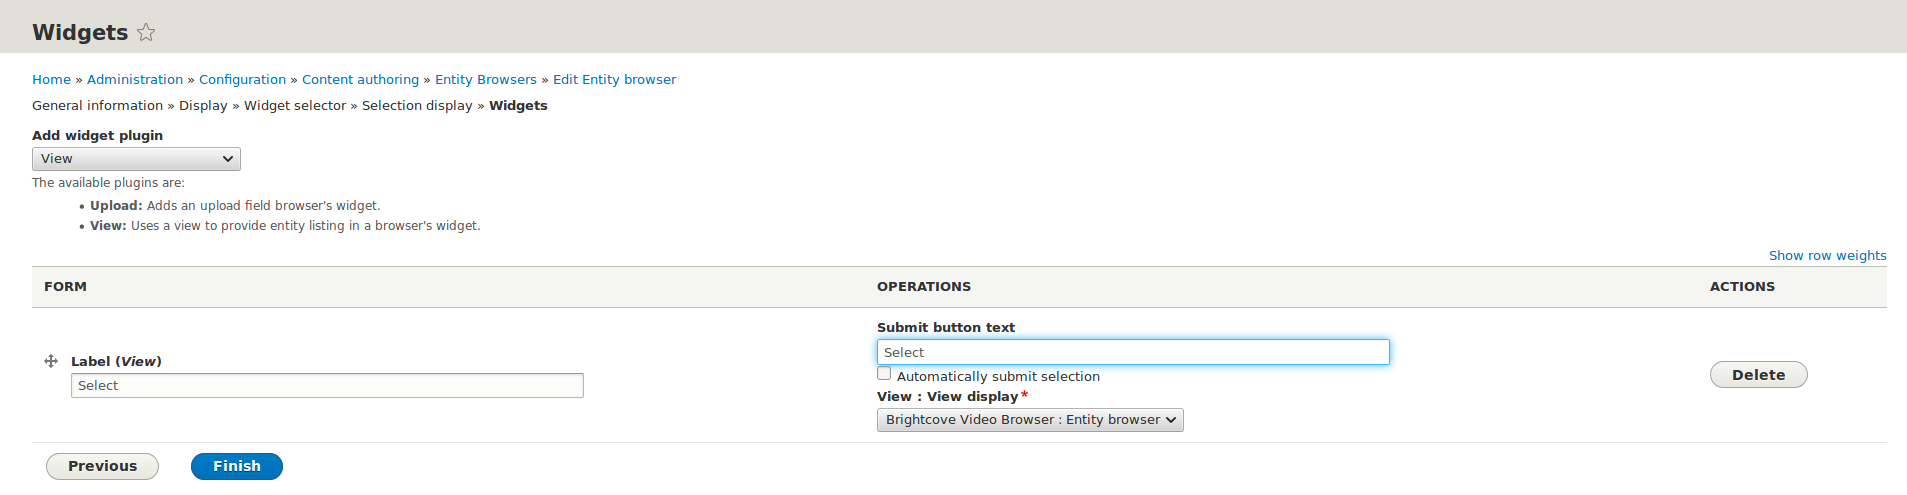 Widgets
Home » Administration » Configuration » Content authoring » Entity Browsers » Edit Entity browser
General information » Display » Widget selector » Selection display » Widgets
Add widget plugin
View
The available plugins are:
• Upload: Adds an upload field browser's widget.
• View: Uses a view to provide entity listing in a browser's widget.
Show row weights
FORM OPERATIONS ACTIONS
Label (View)
Select
Submit button text
Select
Automatically submit selection
View : View display*
Brightcove Video Browser : Entity browser
Delete
Previous Finish